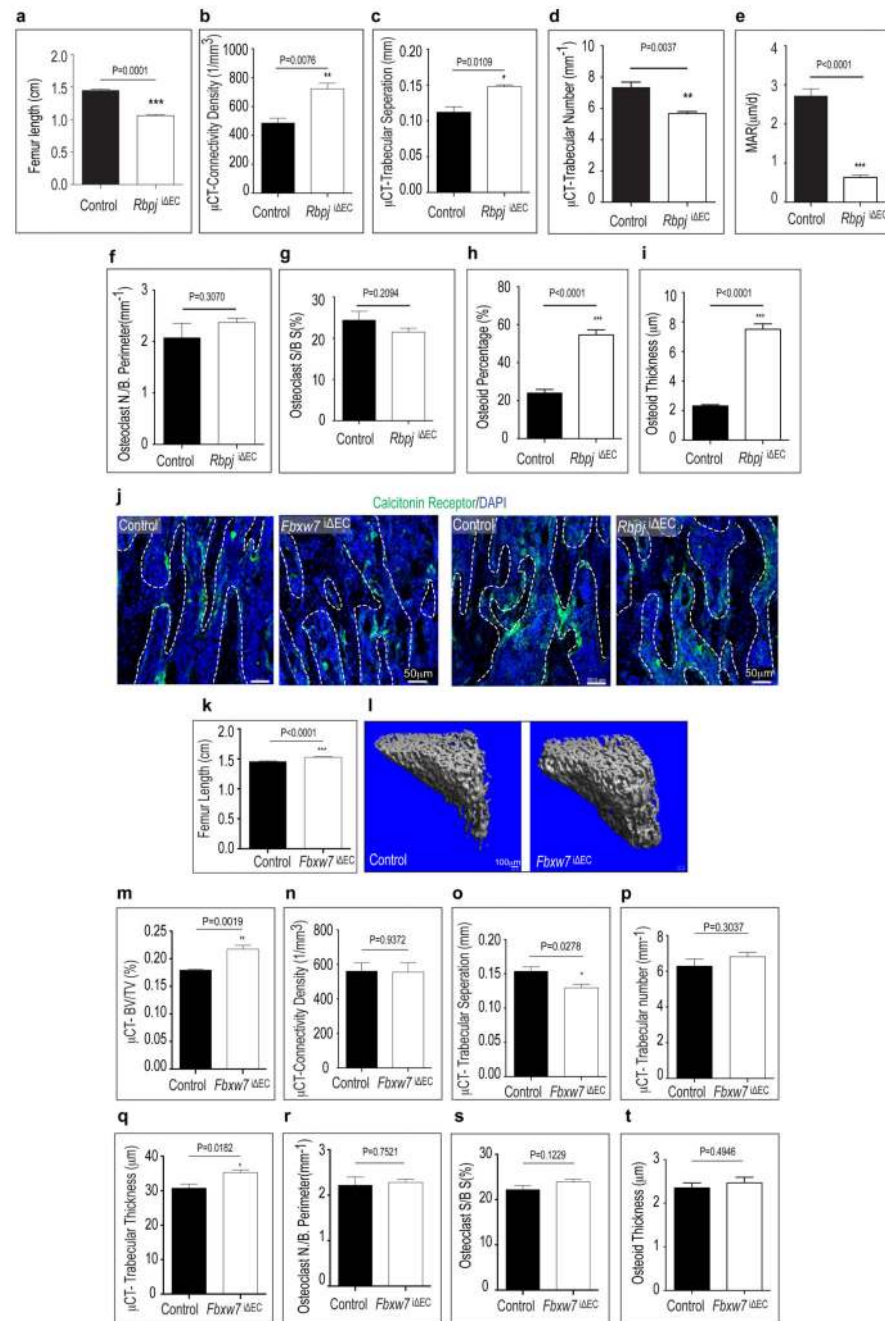 a
Femur length (cm)
2.0
1.5
1.0
0.5
0.0
P=0.0001
***
Control Rbpj iΔEC
b
μCT-Connectivity Density (1/mm³)
1000
800
600
400
200
0
P=0.0076
**
Control Rbpj iΔEC
c
μCT-Trabecular Seperation (mm)
0.20
0.15
0.10
0.05
0.00
P=0.0109
*
Control Rbpj iΔEC
d
μCT-Trabecular Number (mm⁻¹)
10
8
6
4
2
0
P=0.0037
**
Control Rbpj iΔEC
e
MAR(μm/d)
4
3
2
1
0
P<0.0001
***
Control Rbpj iΔEC
f
Osteoclast N./B. Perimeter(mm⁻¹)
3
2
1
0
P=0.3070
Control Rbpj iΔEC
g
Osteoclast S/B S(%)
30
20
10
0
P=0.2094
Control Rbpj iΔEC
h
Osteoid Percentage (%)
80
60
40
20
0
P<0.0001
***
Control Rbpj iΔEC
i
Osteoid Thickness (μm)
10
8
6
4
2
0
P<0.0001
***
Control Rbpj iΔEC
j
Calcitonin Receptor/DAPI
Control
Fbxw7 iΔEC
50μm
Control
Rbpj iΔEC
50μm
k
Femur Length (cm)
2.0
1.5
1.0
0.5
0.0
P<0.0001
***
Control Fbxw7 iΔEC
l
Control
100μm
Fbxw7 iΔEC
m
μCT- BV/TV (%)
0.25
0.20
0.15
0.10
0.05
0.00
P=0.0019
**
Control Fbxw7 iΔEC
n
μCT-Connectivity Density (1/mm³)
800
600
400
200
0
P=0.9372
Control Fbxw7 iΔEC
o
μCT- Trabecular Seperation (mm)
0.20
0.15
0.10
0.05
0.00
P=0.0278
*
Control Fbxw7 iΔEC
p
μCT- Trabecular number (mm⁻¹)
10
8
6
4
2
0
P=0.3037
Control Fbxw7 iΔEC
q
μCT- Trabecular Thickness (μm)
40
30
20
10
0
P=0.0182
*
Control Fbxw7 iΔEC
r
Osteoclast N./B. Perimeter(mm⁻¹)
3
2
1
0
P=0.7521
Control Fbxw7 iΔEC
s
Osteoclast S/B S(%)
30
20
10
0
P=0.1229
Control Fbxw7 iΔEC
t
Osteoid Thickness (μm)
3
2
1
0
P=0.4946
Control Fbxw7 iΔEC